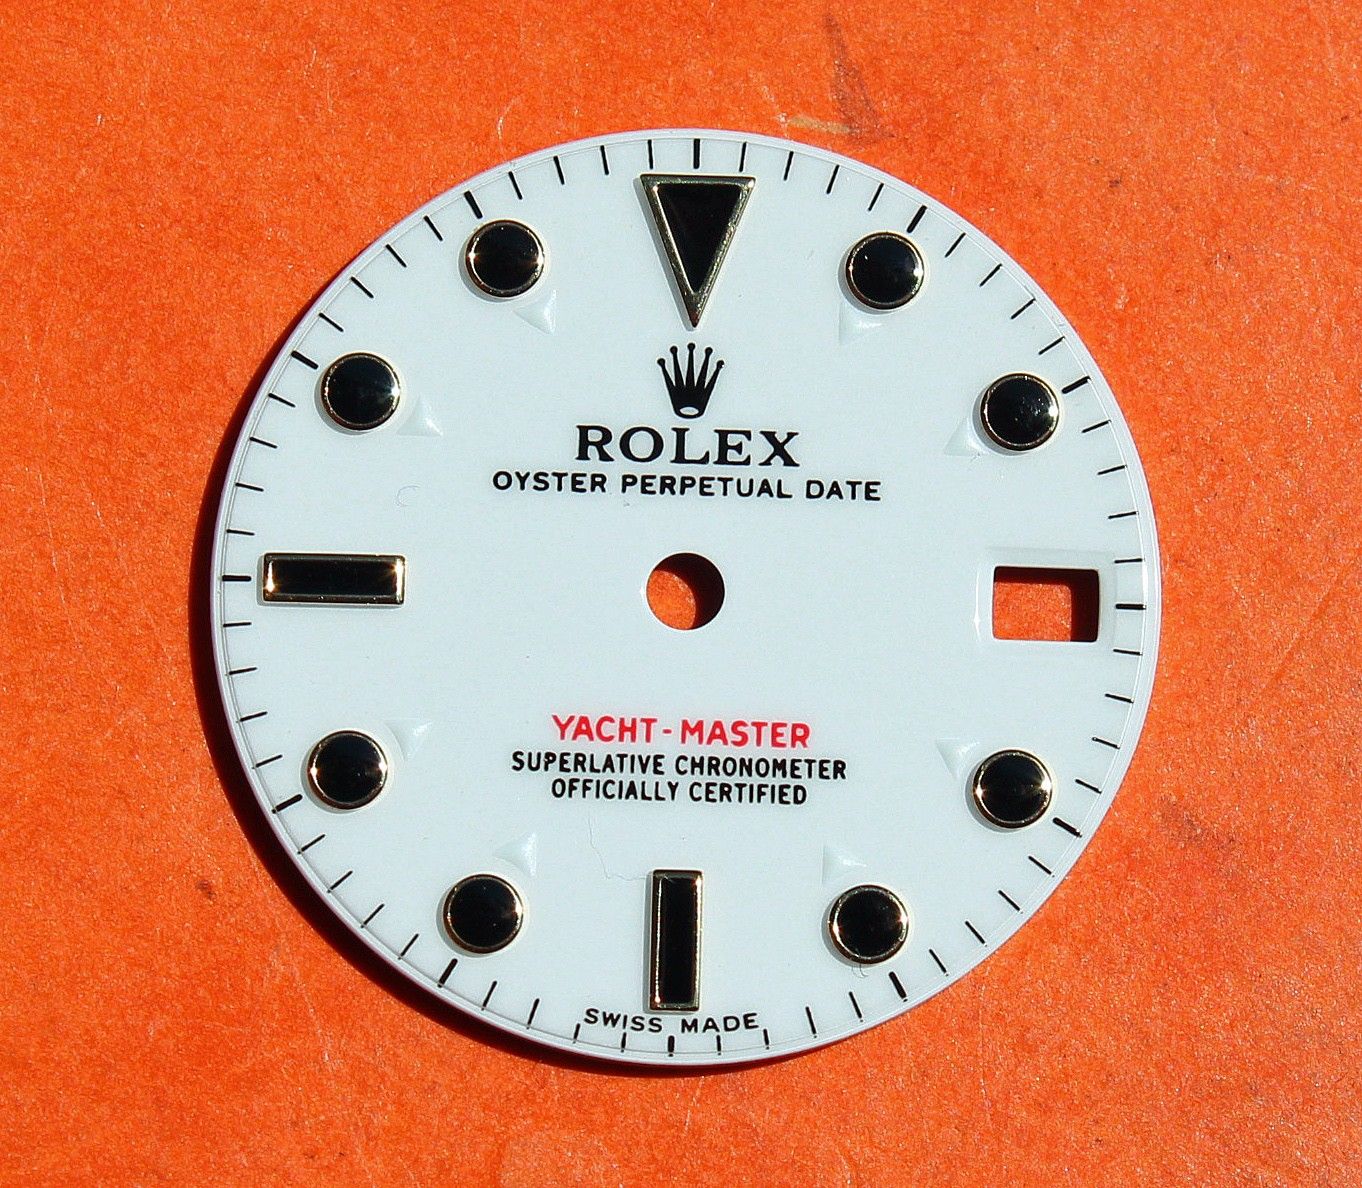 ROLEX
OYSTER PERPETUAL DATE
YACHT-MASTER
SUPERLATIVE CHRONOMETER
OFFICIALLY CERTIFIED
SWISS MADE